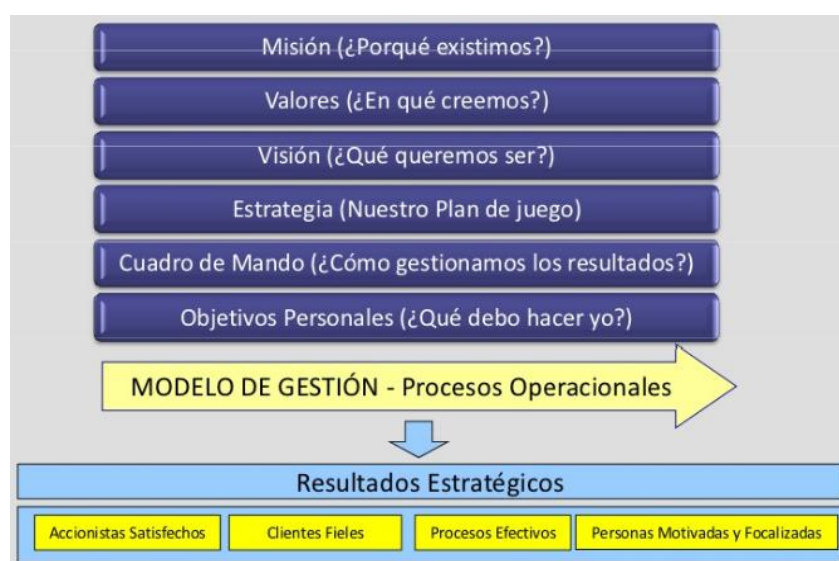 Misión (¿Porqué existimos?)
Valores (¿En qué creemos?)
Visión (¿Qué queremos ser?)
Estrategia (Nuestro Plan de juego)
Cuadro de Mando (¿Cómo gestionamos los resultados?)
Objetivos Personales (¿Qué debo hacer yo?)
MODELO DE GESTIÓN - Procesos Operacionales
Resultados Estratégicos
Accionistas Satisfechos
Clientes Fieles
Procesos Efectivos
Personas Motivadas y Focalizadas